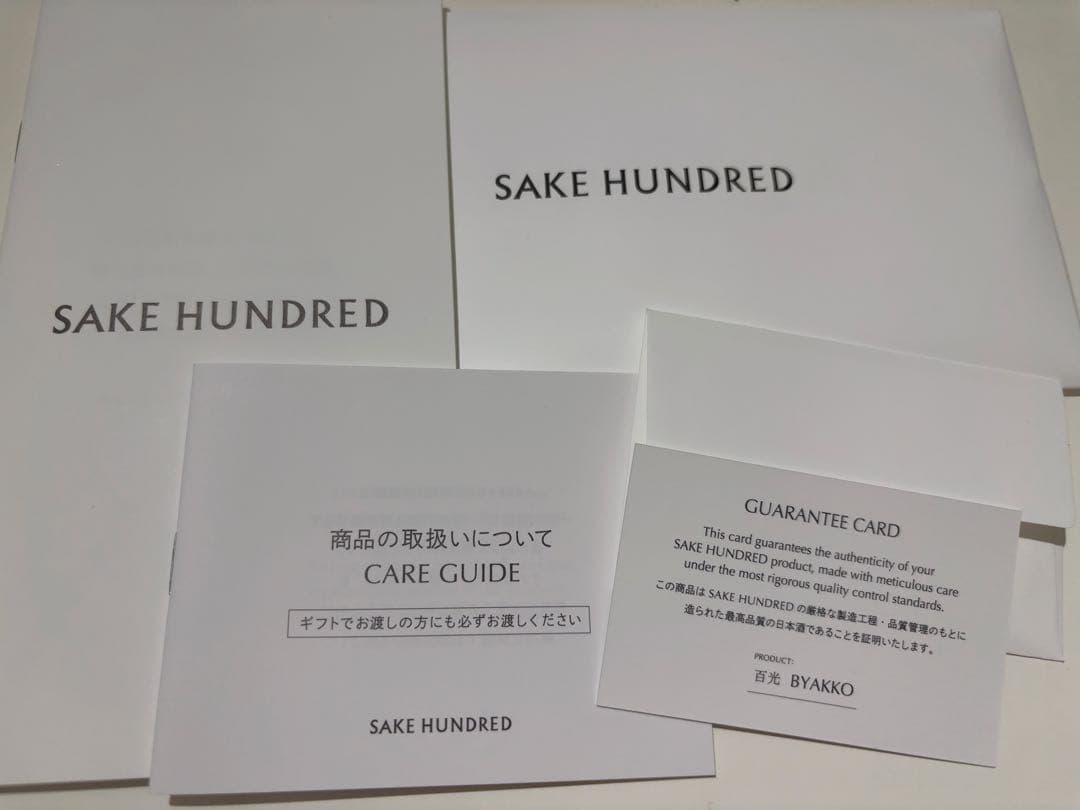 SAKE HUNDRED
SAKE HUNDRED
商品の取扱いについて
CARE GUIDE
ギフトでお渡しの方にも必ずお渡しください
SAKE HUNDRED
GUARANTEE CARD
This card guarantees the authenticity of your
SAKE HUNDRED product, made with meticulous care
under the most rigorous quality control standards.
この商品は SAKE HUNDRED の厳格な製造工程・品質管理のもとに
造られた最高品質の日本酒であることを証明いたします。
PRODUCT:
百光 BYAKKO